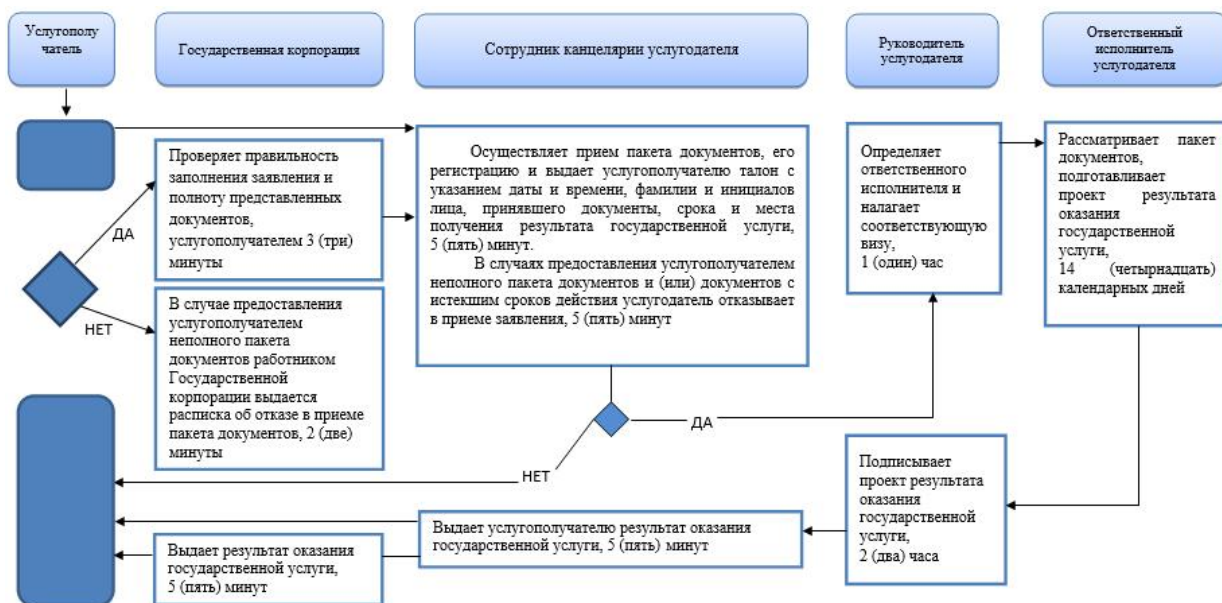 Услугополу
чатель
Государственная корпорация
Сотрудник канцелярии услугодателя
Руководитель
услугодателя
Ответственный
исполнитель
услугодателя
Проверяет правильность
заполнения заявления и
полноту представленных
документов,
услугополучателем 3 (три)
минуты
Осуществляет прием пакета документов, его
регистрацию и выдает услугополучателю талон с
указанием даты и времени, фамилии и инициалов
лица, принявшего документы, срока и места
получения результата государственной услуги,
5 (пять) минут.
В случаях предоставления услугополучателем
неполного пакета документов и (или) документов с
истекшим сроков действия услугодатель отказывает
в приеме заявления, 5 (пять) минут
Определяет
ответственного
исполнителя и
налагает
соответствующую
визу,
1 (один) час
Рассматривает пакет
документов,
подготавливает
проект результата
оказания
государственной
услуги,
14 (четырнадцать)
календарных дней
ДА
НЕТ
В случае предоставления
услугополучателем
неполного пакета
документов работником
Государственной
корпорации выдается
расписка об отказе в приеме
пакета документов, 2 (две)
минуты
ДА
НЕТ
Подписывает
проект результата
оказания
государственной
услуги,
2 (два) часа
Выдает услугополучателю результат оказания
государственной услуги, 5 (пять) минут
Выдает результат оказания
государственной услуги,
5 (пять) минут